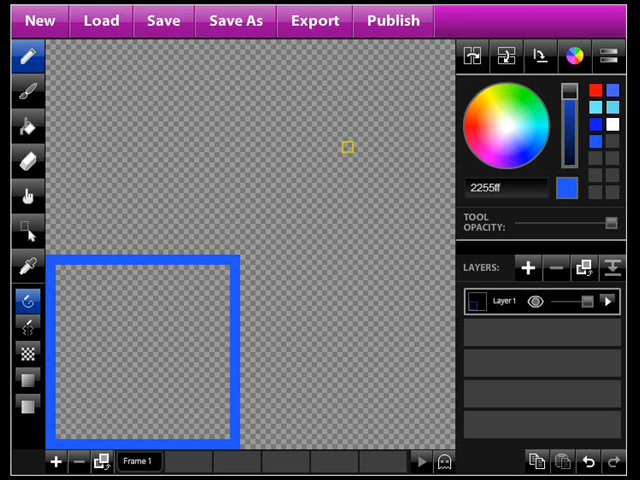 New Load Save Save As Export Publish
2255ff
TOOL
OPACITY:
LAYERS:
Layer 1
Frame 1